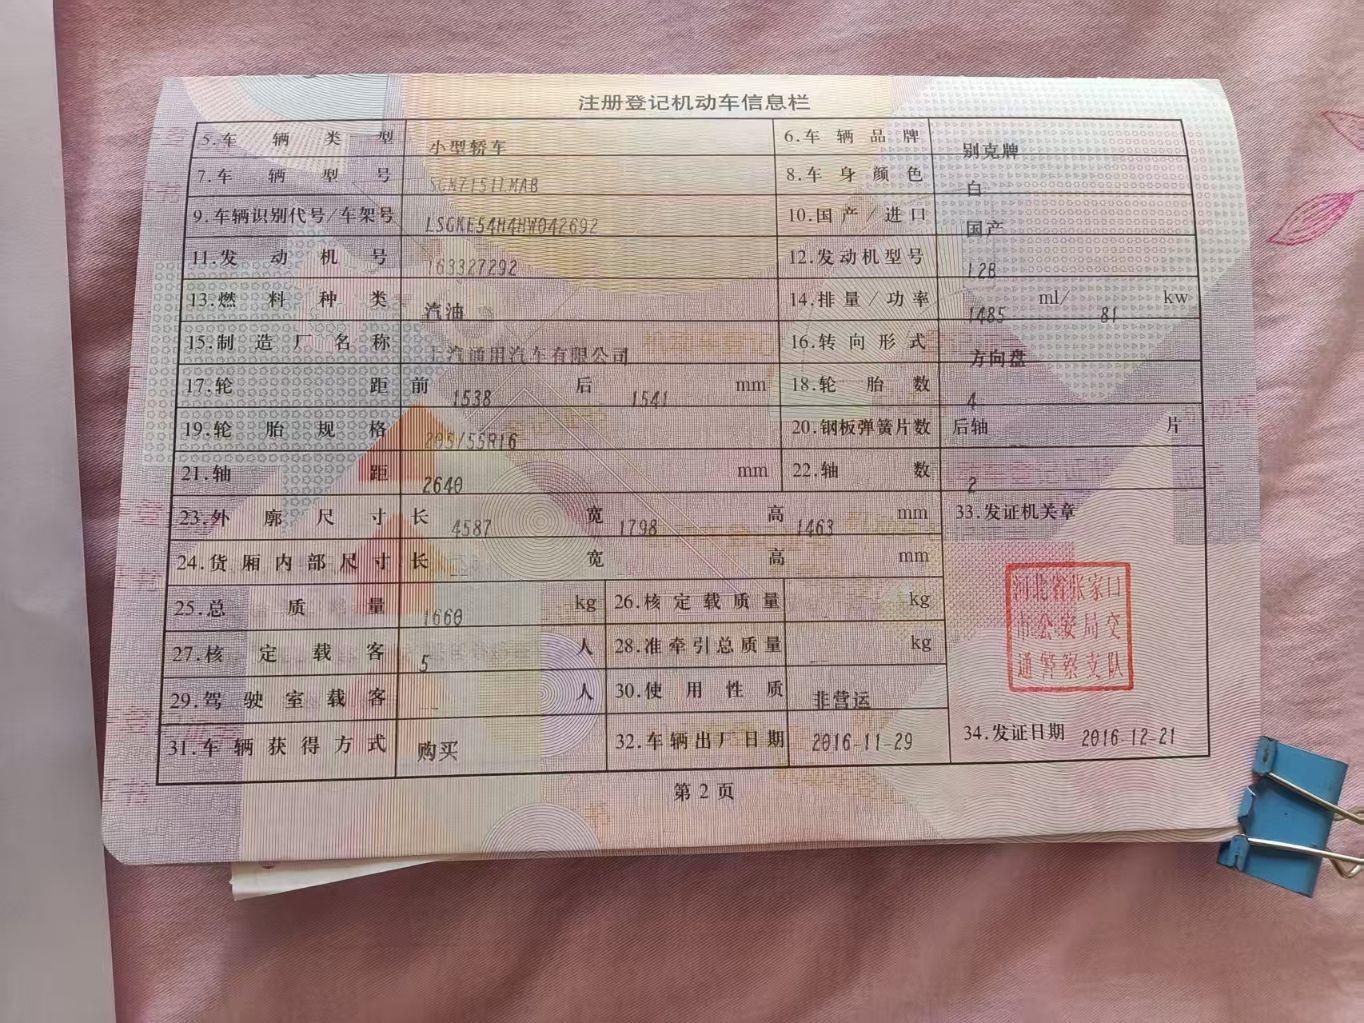 注册登记机动车信息栏
5.车辆类型 小型轿车 6.车辆品牌 别克牌
7.车辆型号 SGM7151LMAB 8.车身颜色 白
9.车辆识别代号/车架号 LSGKE54H4HW042692 10.国产/进口 国产
11.发动机号 163327292 12.发动机型号 L2B
13.燃料种类 汽油 14.排量/功率 1485 ml/ 81 kw
15.制造厂名称 上汽通用汽车有限公司 16.转向形式 方向盘
17.轮距 前 1538 后 1541 mm 18.轮胎数 4
19.轮胎规格 205/55R16 20.钢板弹簧片数 后轴 -- 片
21.轴距 2640 mm 22.轴数 2
23.外廓尺寸 长 4587 宽 1798 高 1463 mm 33.发证机关章
24.货厢内部尺寸 长 -- 宽 -- 高 -- mm
25.总质量 1660 kg 26.核定载质量 -- kg
27.核定载客 5 人 28.准牵引总质量 -- kg
29.驾驶室载客 -- 人 30.使用性质 非营运
河北省张家口
市公安局交
通警察支队
31.车辆获得方式 购买 32.车辆出厂日期 2016-11-29 34.发证日期 2016-12-21
第2页